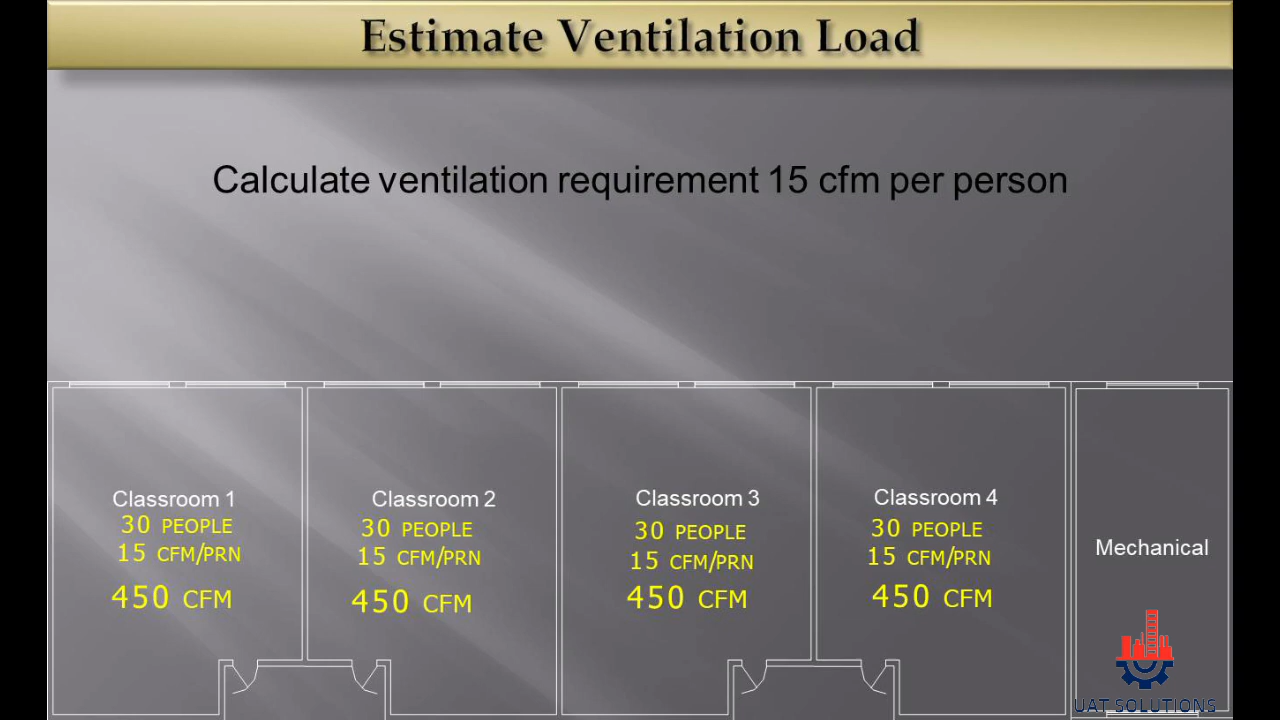 Estimate Ventilation Load
Calculate ventilation requirement 15 cfm per person
Classroom 1
30 PEOPLE
15 CFM/PRN
450 CFM
Classroom 2
30 PEOPLE
15 CFM/PRN
450 CFM
Classroom 3
30 PEOPLE
15 CFM/PRN
450 CFM
Classroom 4
30 PEOPLE
15 CFM/PRN
450 CFM
Mechanical
UAT SOLUTIONS